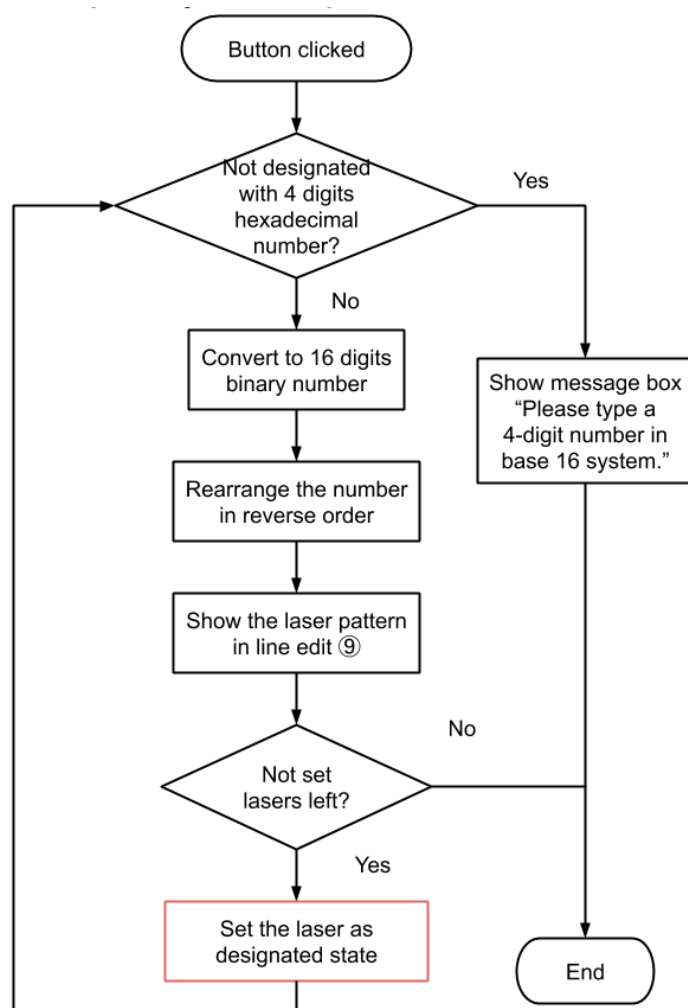 Button clicked
Not designated
with 4 digits
hexadecimal
number?
Yes
No
Convert to 16 digits
binary number
Show message box
“Please type a
4-digit number in
base 16 system.”
Rearrange the number
in reverse order
Show the laser pattern
in line edit ⑨
No
Not set
lasers left?
Yes
Set the laser as
designated state
End